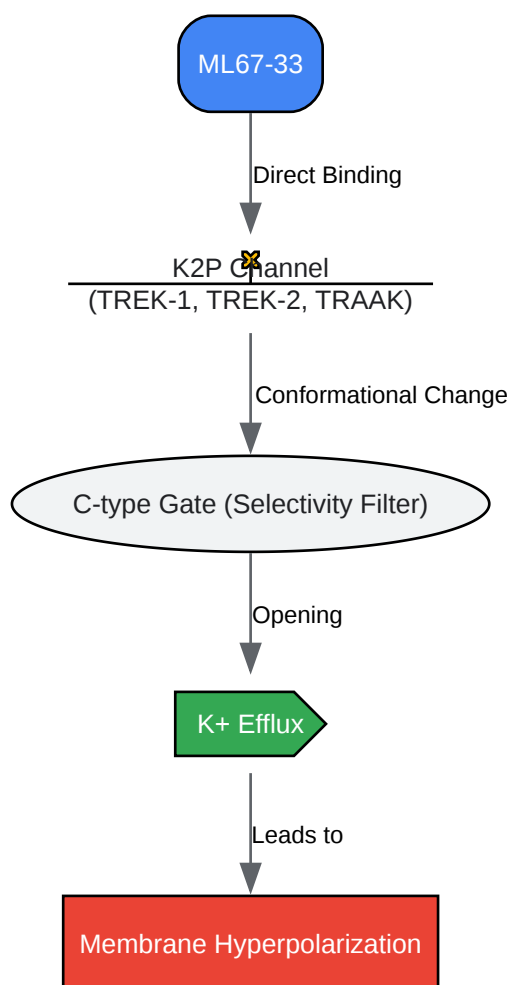 ML67-33
Direct Binding
K2P Channel
(TREK-1, TREK-2, TRAAK)
Conformational Change
C-type Gate (Selectivity Filter)
Opening
K+ Efflux
Leads to
Membrane Hyperpolarization